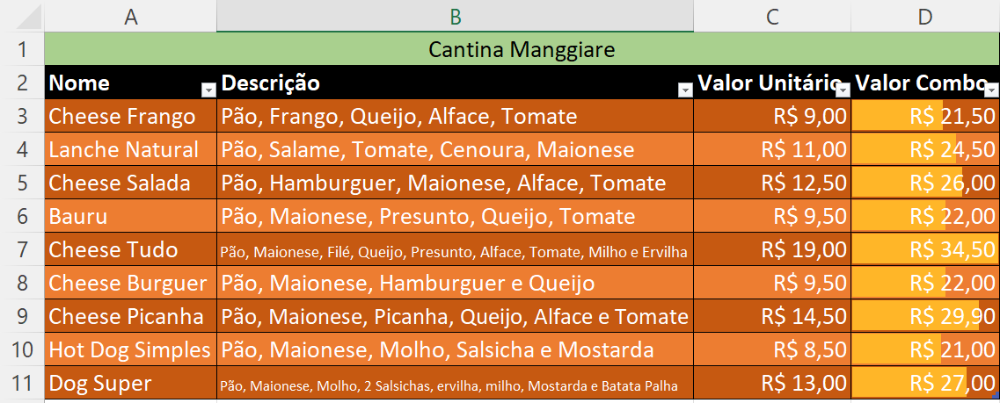 A B C D
1 Cantina Manggiare
2 Nome Descrição Valor Unitário Valor Combo
3 Cheese Frango Pão, Frango, Queijo, Alface, Tomate R$ 9,00 R$ 21,50
4 Lanche Natural Pão, Salame, Tomate, Cenoura, Maionese R$ 11,00 R$ 24,50
5 Cheese Salada Pão, Hamburguer, Maionese, Alface, Tomate R$ 12,50 R$ 26,00
6 Bauru Pão, Maionese, Presunto, Queijo, Tomate R$ 9,50 R$ 22,00
7 Cheese Tudo Pão, Maionese, Filé, Queijo, Presunto, Alface, Tomate, Milho e Ervilha R$ 19,00 R$ 34,50
8 Cheese Burguer Pão, Maionese, Hamburguer e Queijo R$ 9,50 R$ 22,00
9 Cheese Picanha Pão, Maionese, Picanha, Queijo, Alface e Tomate R$ 14,50 R$ 29,90
10 Hot Dog Simples Pão, Maionese, Molho, Salsicha e Mostarda R$ 8,50 R$ 21,00
11 Dog Super Pão, Maionese, Molho, 2 Salsichas, ervilha, milho, Mostarda e Batata Palha R$ 13,00 R$ 27,00